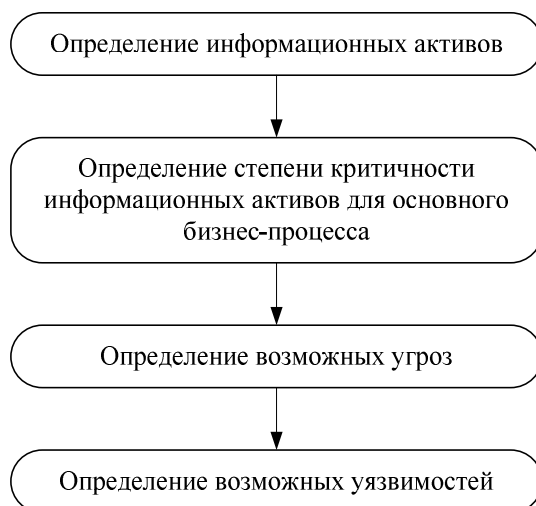 Определение информационных активов
Определение степени критичности
информационных активов для основного
бизнес-процесса
Определение возможных угроз
Определение возможных уязвимостей